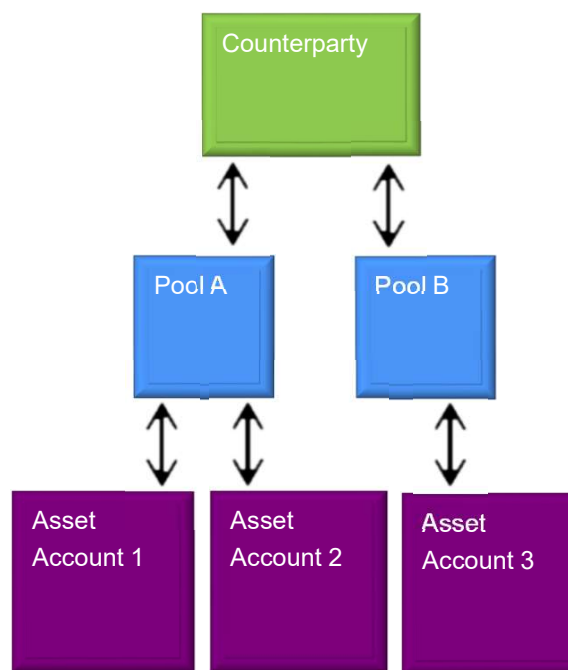 Counterparty
Pool A
Pool B
Asset
Account 1
Asset
Account 2
Asset
Account 3